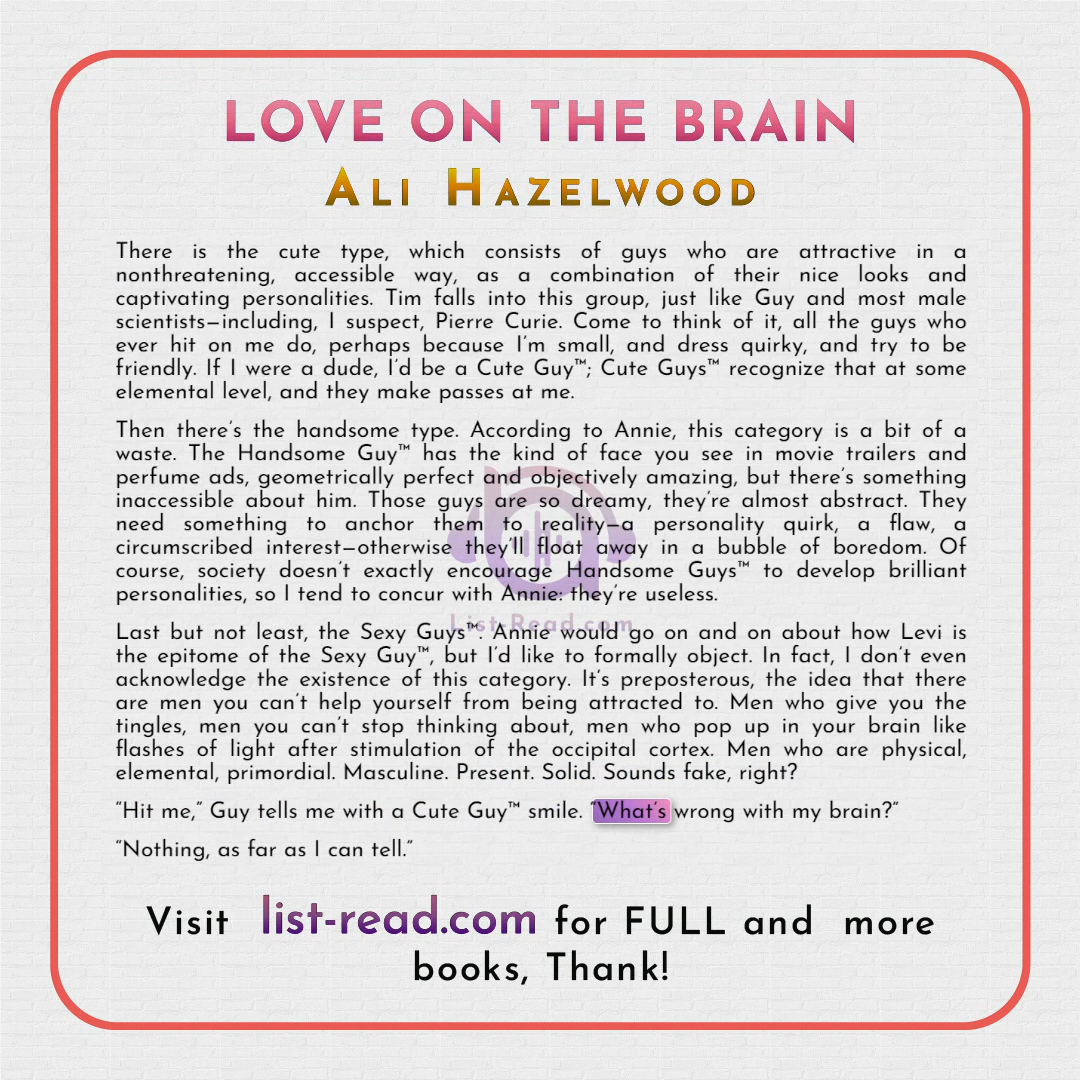 LOVE ON THE BRAIN
ALI HAZELWOOD
There is the cute type, which consists of guys who are attractive in a
nonthreatening, accessible way, as a combination of their nice looks and
captivating personalities. Tim falls into this group, just like Guy and most male
scientists—including, I suspect, Pierre Curie. Come to think of it, all the guys who
ever hit on me do, perhaps because I'm small, and dress quirky, and try to be
friendly. If I were a dude, I'd be a Cute Guy™; Cute Guys™ recognize that at some
elemental level, and they make passes at me.
Then there's the handsome type. According to Annie, this category is a bit of a
waste. The Handsome Guy™ has the kind of face you see in movie trailers and
perfume ads, geometrically perfect and objectively amazing, but there's something
inaccessible about him. Those guys are so dreamy, they're almost abstract. They
need something to anchor them to reality—a personality quirk, a flaw, a
circumscribed interest—otherwise they'll float away in a bubble of boredom. Of
course, society doesn't exactly encourage Handsome Guys™ to develop brilliant
personalities, so I tend to concur with Annie: they're useless.
List-Read.com
Last but not least, the Sexy Guys™. Annie would go on and on about how Levi is
the epitome of the Sexy Guy™, but I'd like to formally object. In fact, I don't even
acknowledge the existence of this category. It's preposterous, the idea that there
are men you can't help yourself from being attracted to. Men who give you the
tingles, men you can't stop thinking about, men who pop up in your brain like
flashes of light after stimulation of the occipital cortex. Men who are physical,
elemental, primordial. Masculine. Present. Solid. Sounds fake, right?
"Hit me," Guy tells me with a Cute Guy™ smile. "What's wrong with my brain?"
"Nothing, as far as I can tell."
Visit list-read.com for FULL and more
books, Thank!